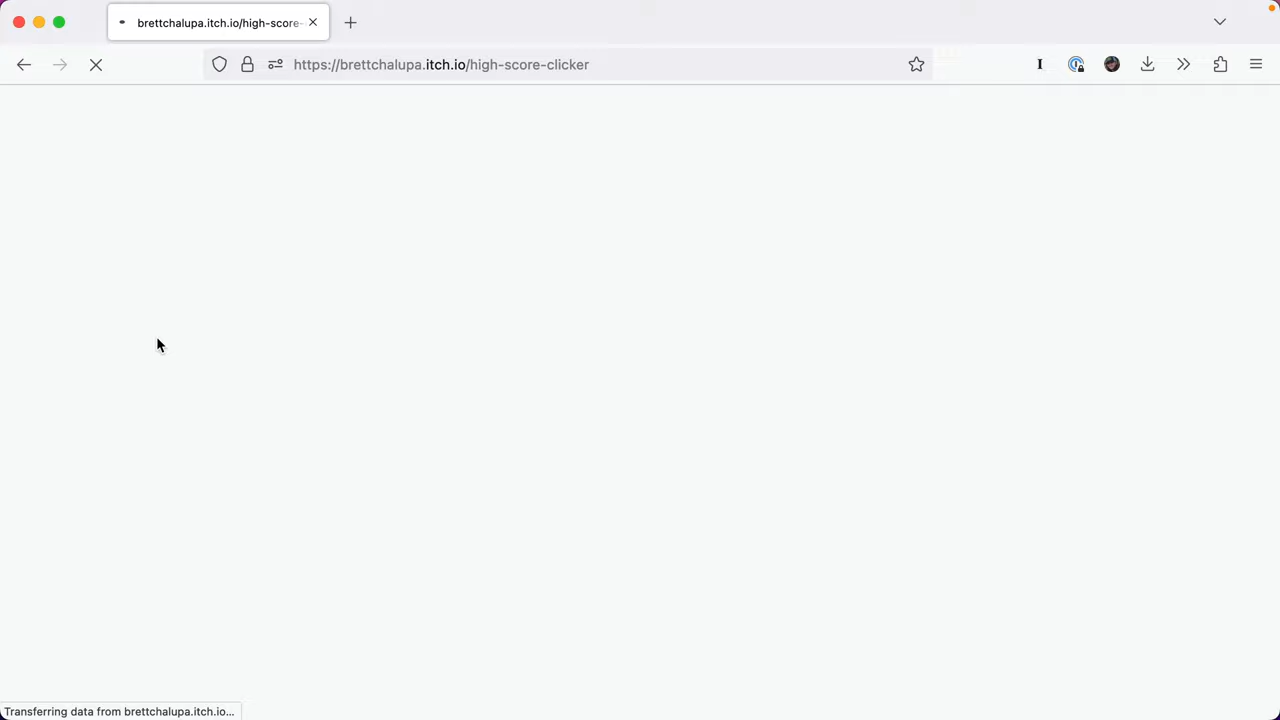 brettchalupa.itch.io/high-score-
https://brettchalupa.itch.io/high-score-clicker
Transferring data from brettchalupa.itch.io...